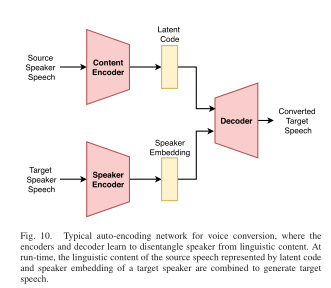 Source
Speaker
Speech
Content
Encoder
Latent
Code
Decoder
Converted
Target
Speech
Target
Speaker
Speech
Speaker
Encoder
Speaker
Embedding
Fig. 10. Typical auto-encoding network for voice conversion, where the
encoders and decoder learn to disentangle speaker from linguistic content. At
run-time, the linguistic content of the source speech represented by latent code
and speaker embedding of a target speaker are combined to generate target
speech.